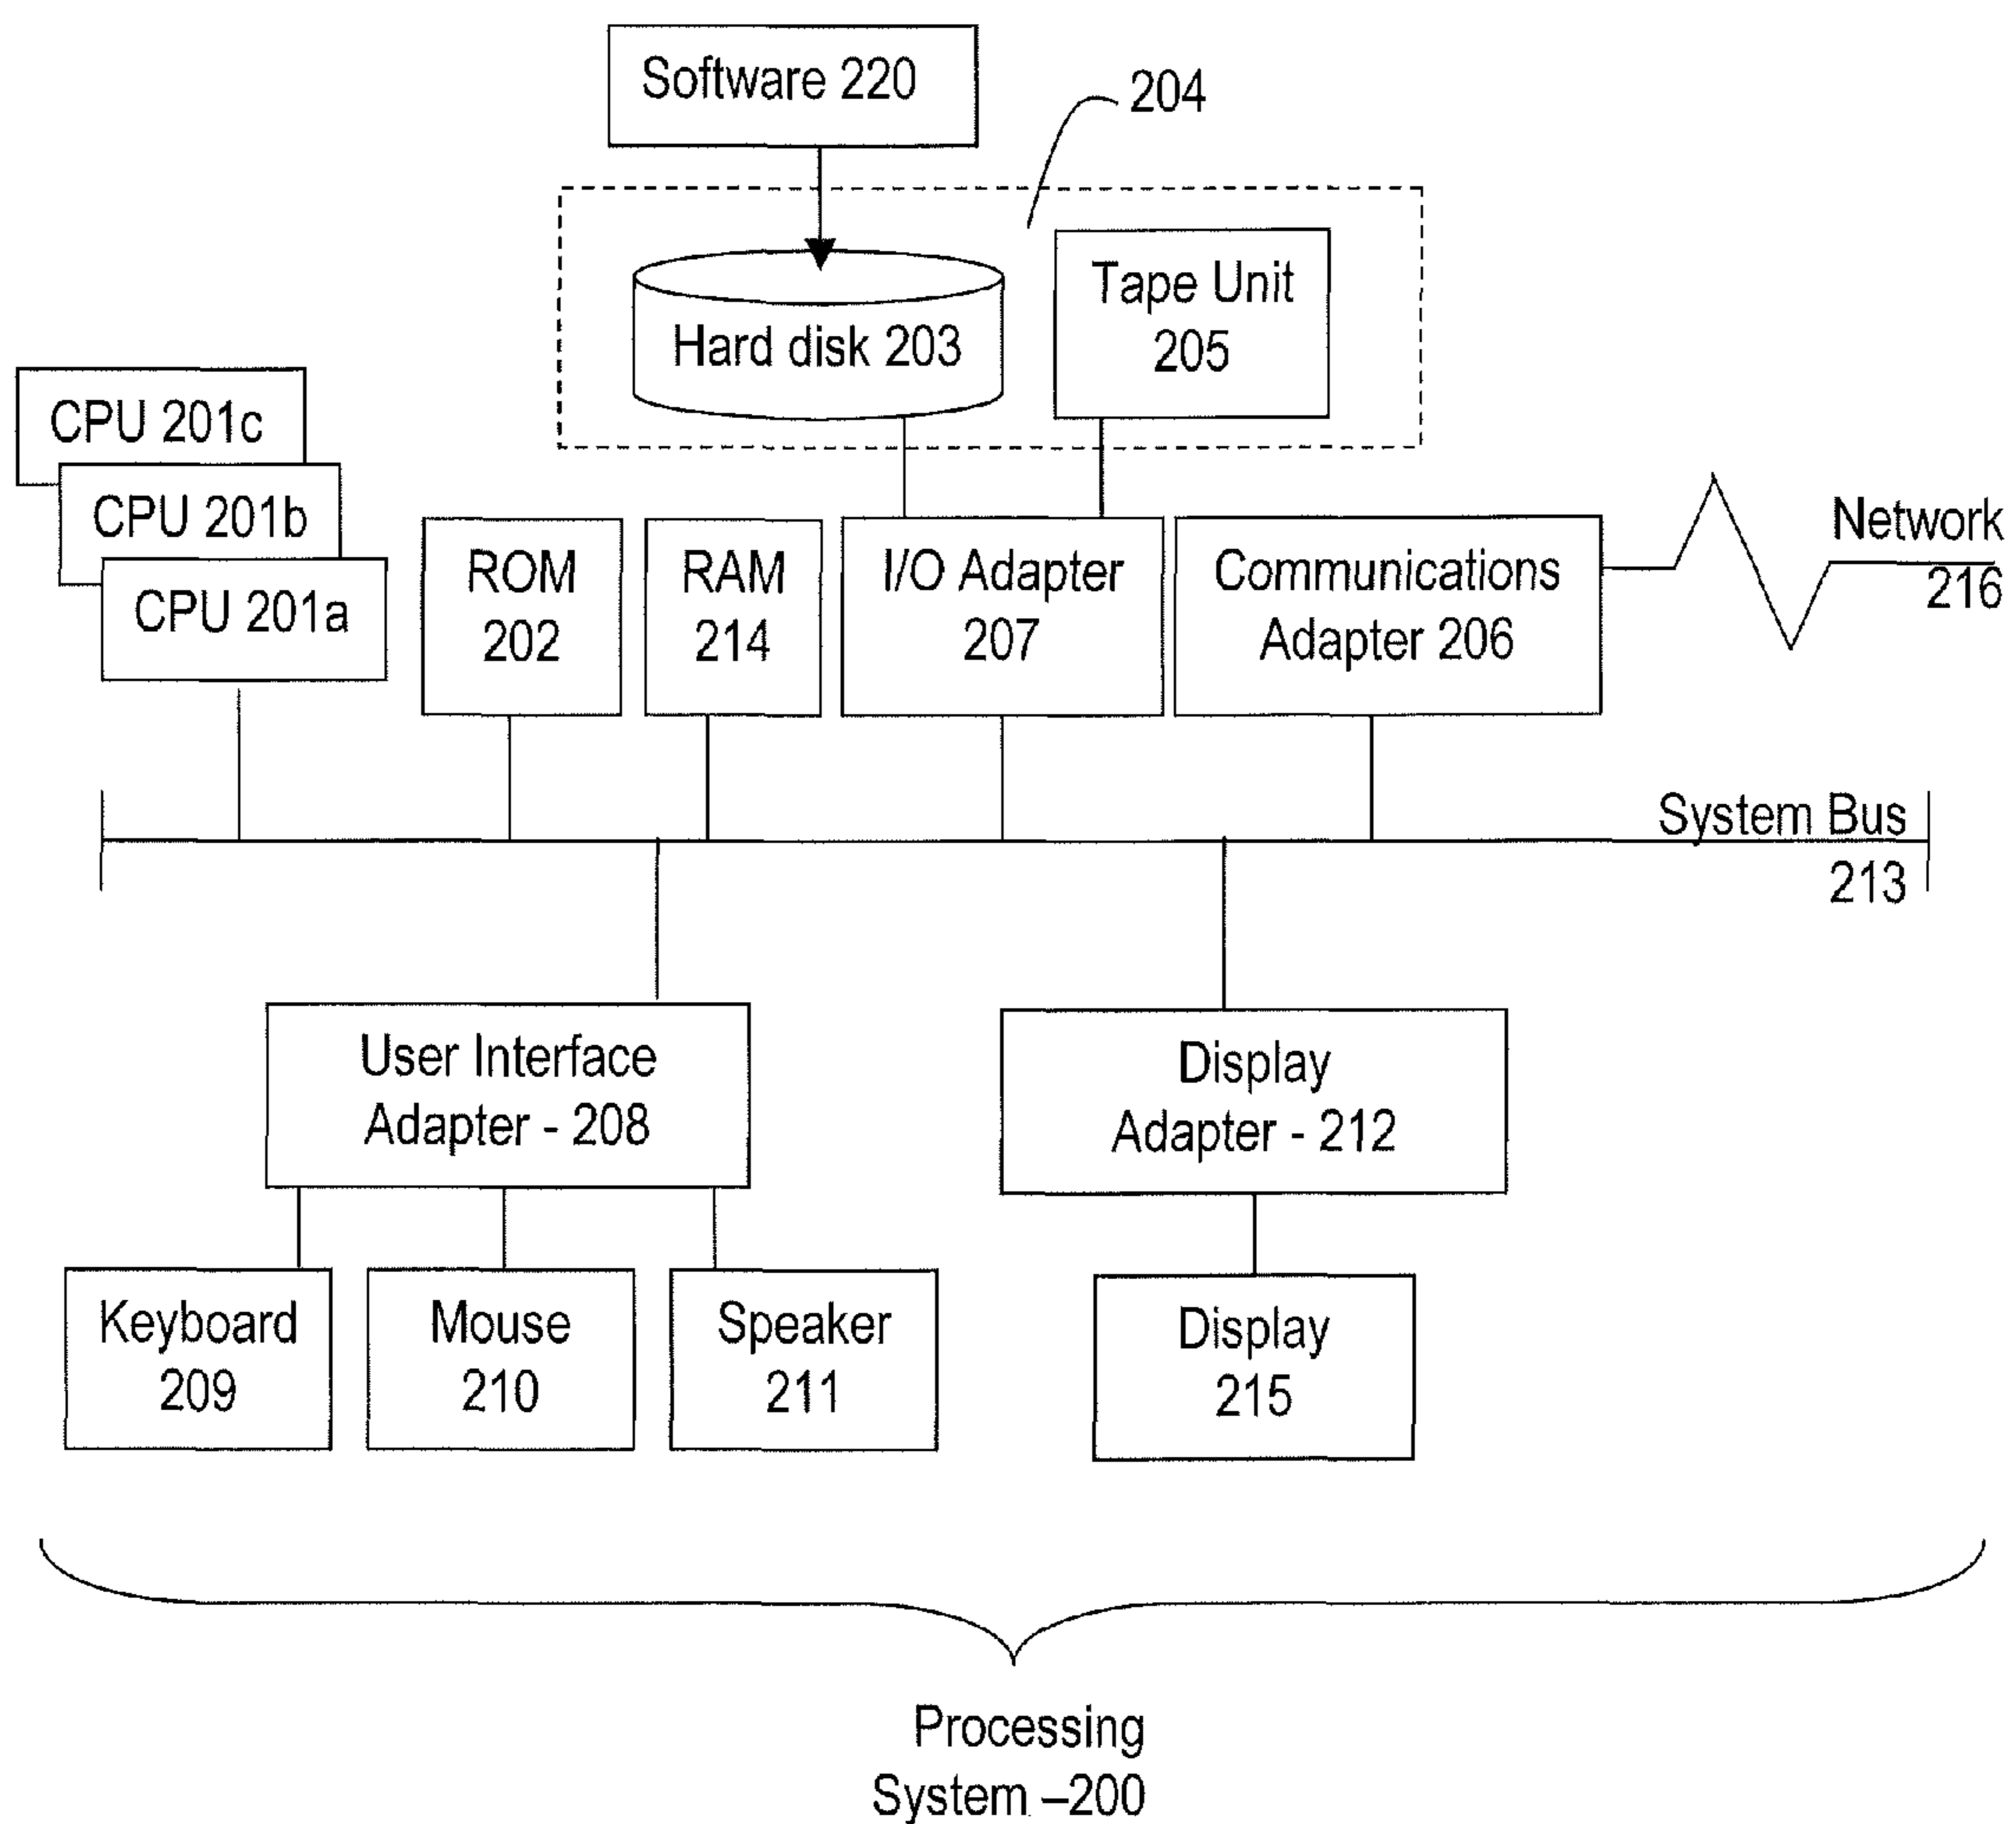 Software 220
204
Hard disk 203
Tape Unit
205
CPU 201c
CPU 201b
CPU 201a
ROM
202
RAM
214
I/O Adapter
207
Communications
Adapter 206
Network
216
System Bus
213
User Interface
Adapter - 208
Display
Adapter - 212
Keyboard
209
Mouse
210
Speaker
211
Display
215
Processing
System –200